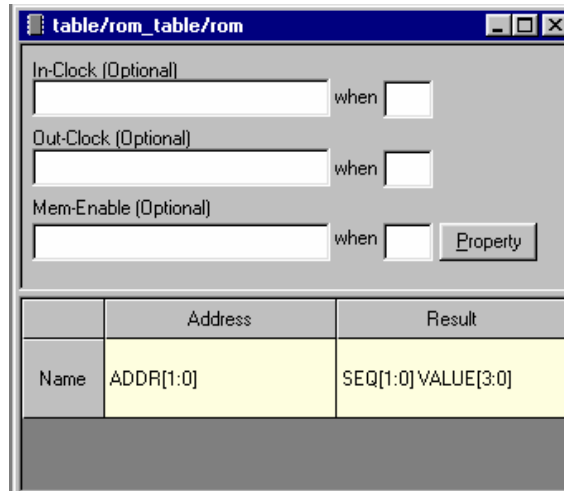 table/rom_table/rom
In-Clock (Optional)
when
Out-Clock (Optional)
when
Mem-Enable (Optional)
when Property
Address Result
Name ADDR[1:0] SEQ[1:0] VALUE[3:0]